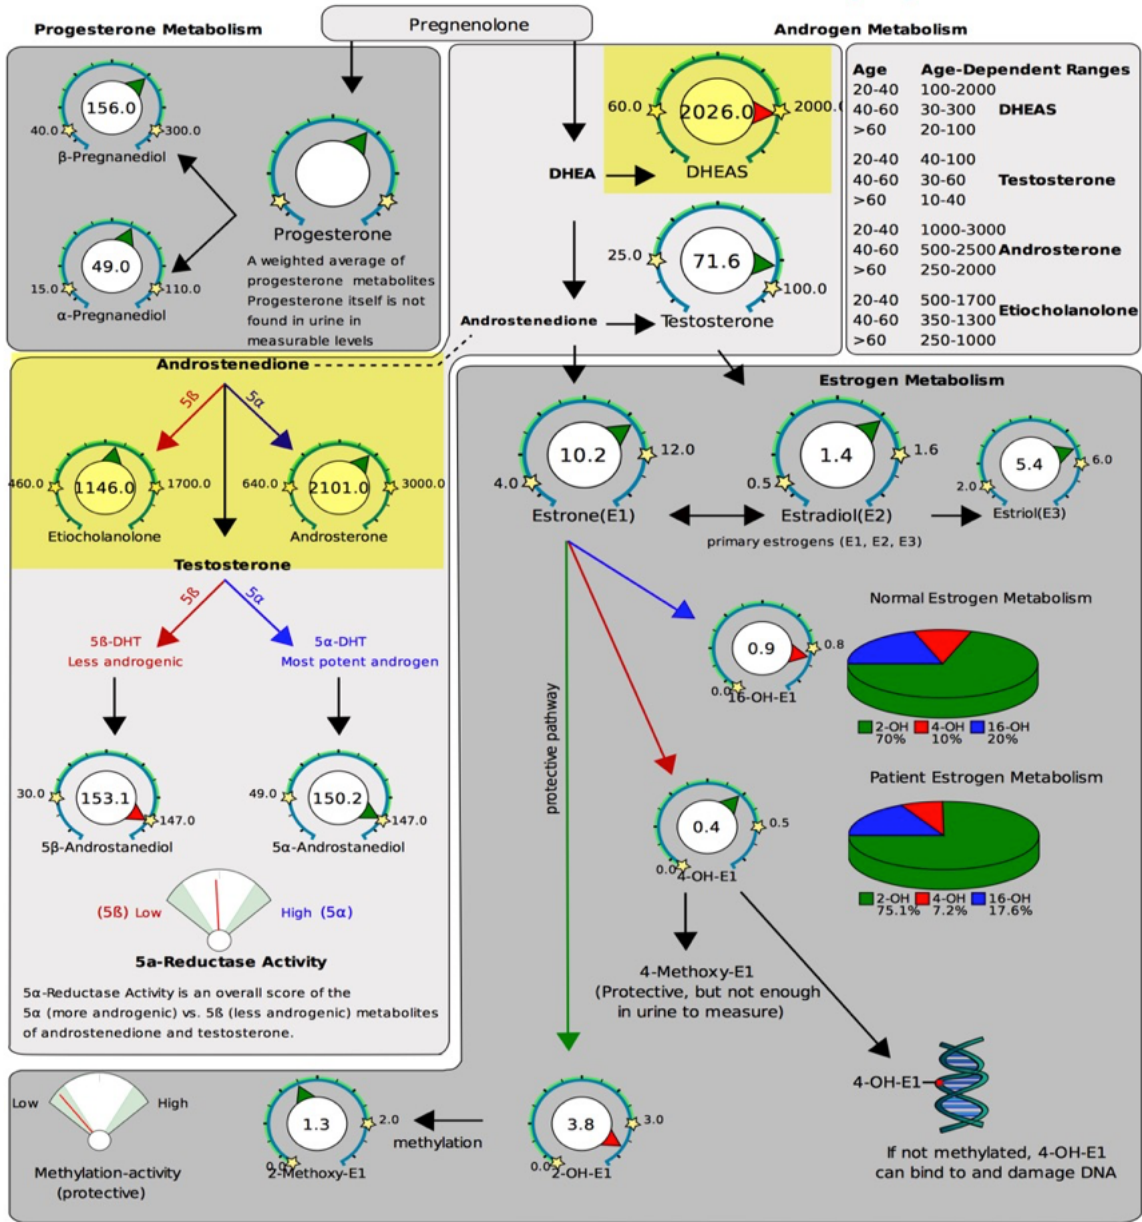 Pregnenolone
Progesterone Metabolism
Androgen Metabolism
156.0
40.0
300.0
β-Pregnanediol
Progesterone
49.0
15.0
110.0
α-Pregnanediol
A weighted average of
progesterone metabolites
Progesterone itself is not
found in urine in
measurable levels
DHEA
2026.0
60.0
2000.0
DHEAS
71.6
25.0
100.0
Androstenedione
Testosterone
Age Age-Dependent Ranges
20-40 100-2000
40-60 30-300 DHEAS
>60 20-100
20-40 40-100
40-60 30-60 Testosterone
>60 10-40
20-40 1000-3000
40-60 500-2500 Androsterone
>60 250-2000
20-40 500-1700
40-60 350-1300 Etiocholanolone
>60 250-1000
Androstenedione
5ß
5α
1146.0
460.0
1700.0
Etiocholanolone
2101.0
640.0
3000.0
Androsterone
Testosterone
5ß
5α
5ß-DHT
Less androgenic
5α-DHT
Most potent androgen
153.1
30.0
147.0
5β-Androstanediol
150.2
49.0
147.0
5α-Androstanediol
(5ß) Low
High (5α)
5a-Reductase Activity
5α-Reductase Activity is an overall score of the
5α (more androgenic) vs. 5ß (less androgenic) metabolites
of androstenedione and testosterone.
Estrogen Metabolism
10.2
4.0
12.0
Estrone(E1)
1.4
0.5
1.6
Estradiol(E2)
5.4
2.0
6.0
Estriol(E3)
primary estrogens (E1, E2, E3)
0.9
0.0
0.8
16-OH-E1
Normal Estrogen Metabolism
2-OH 4-OH 16-OH
70% 10% 20%
protective pathway
0.4
0.0
0.5
4-OH-E1
Patient Estrogen Metabolism
2-OH 4-OH 16-OH
75.1% 7.2% 17.6%
4-Methoxy-E1
(Protective, but not enough
in urine to measure)
4-OH-E1
If not methylated, 4-OH-E1
can bind to and damage DNA
Low
High
Methylation-activity
(protective)
1.3
0.0
2.0
2-Methoxy-E1
methylation
3.8
0.0
3.0
2-OH-E1